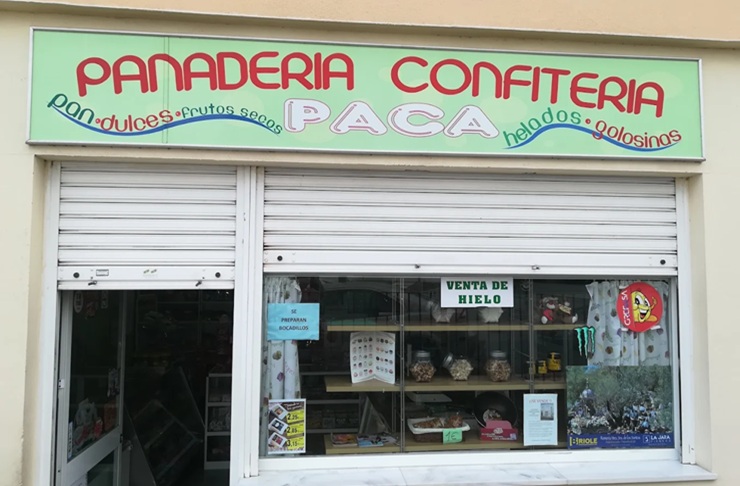 PANADERIA CONFITERIA
pan·dulces·frutos secos
PACA
helados·golosinas
VENTA DE
HIELO
SE
PREPARAN
BOCADILLOS